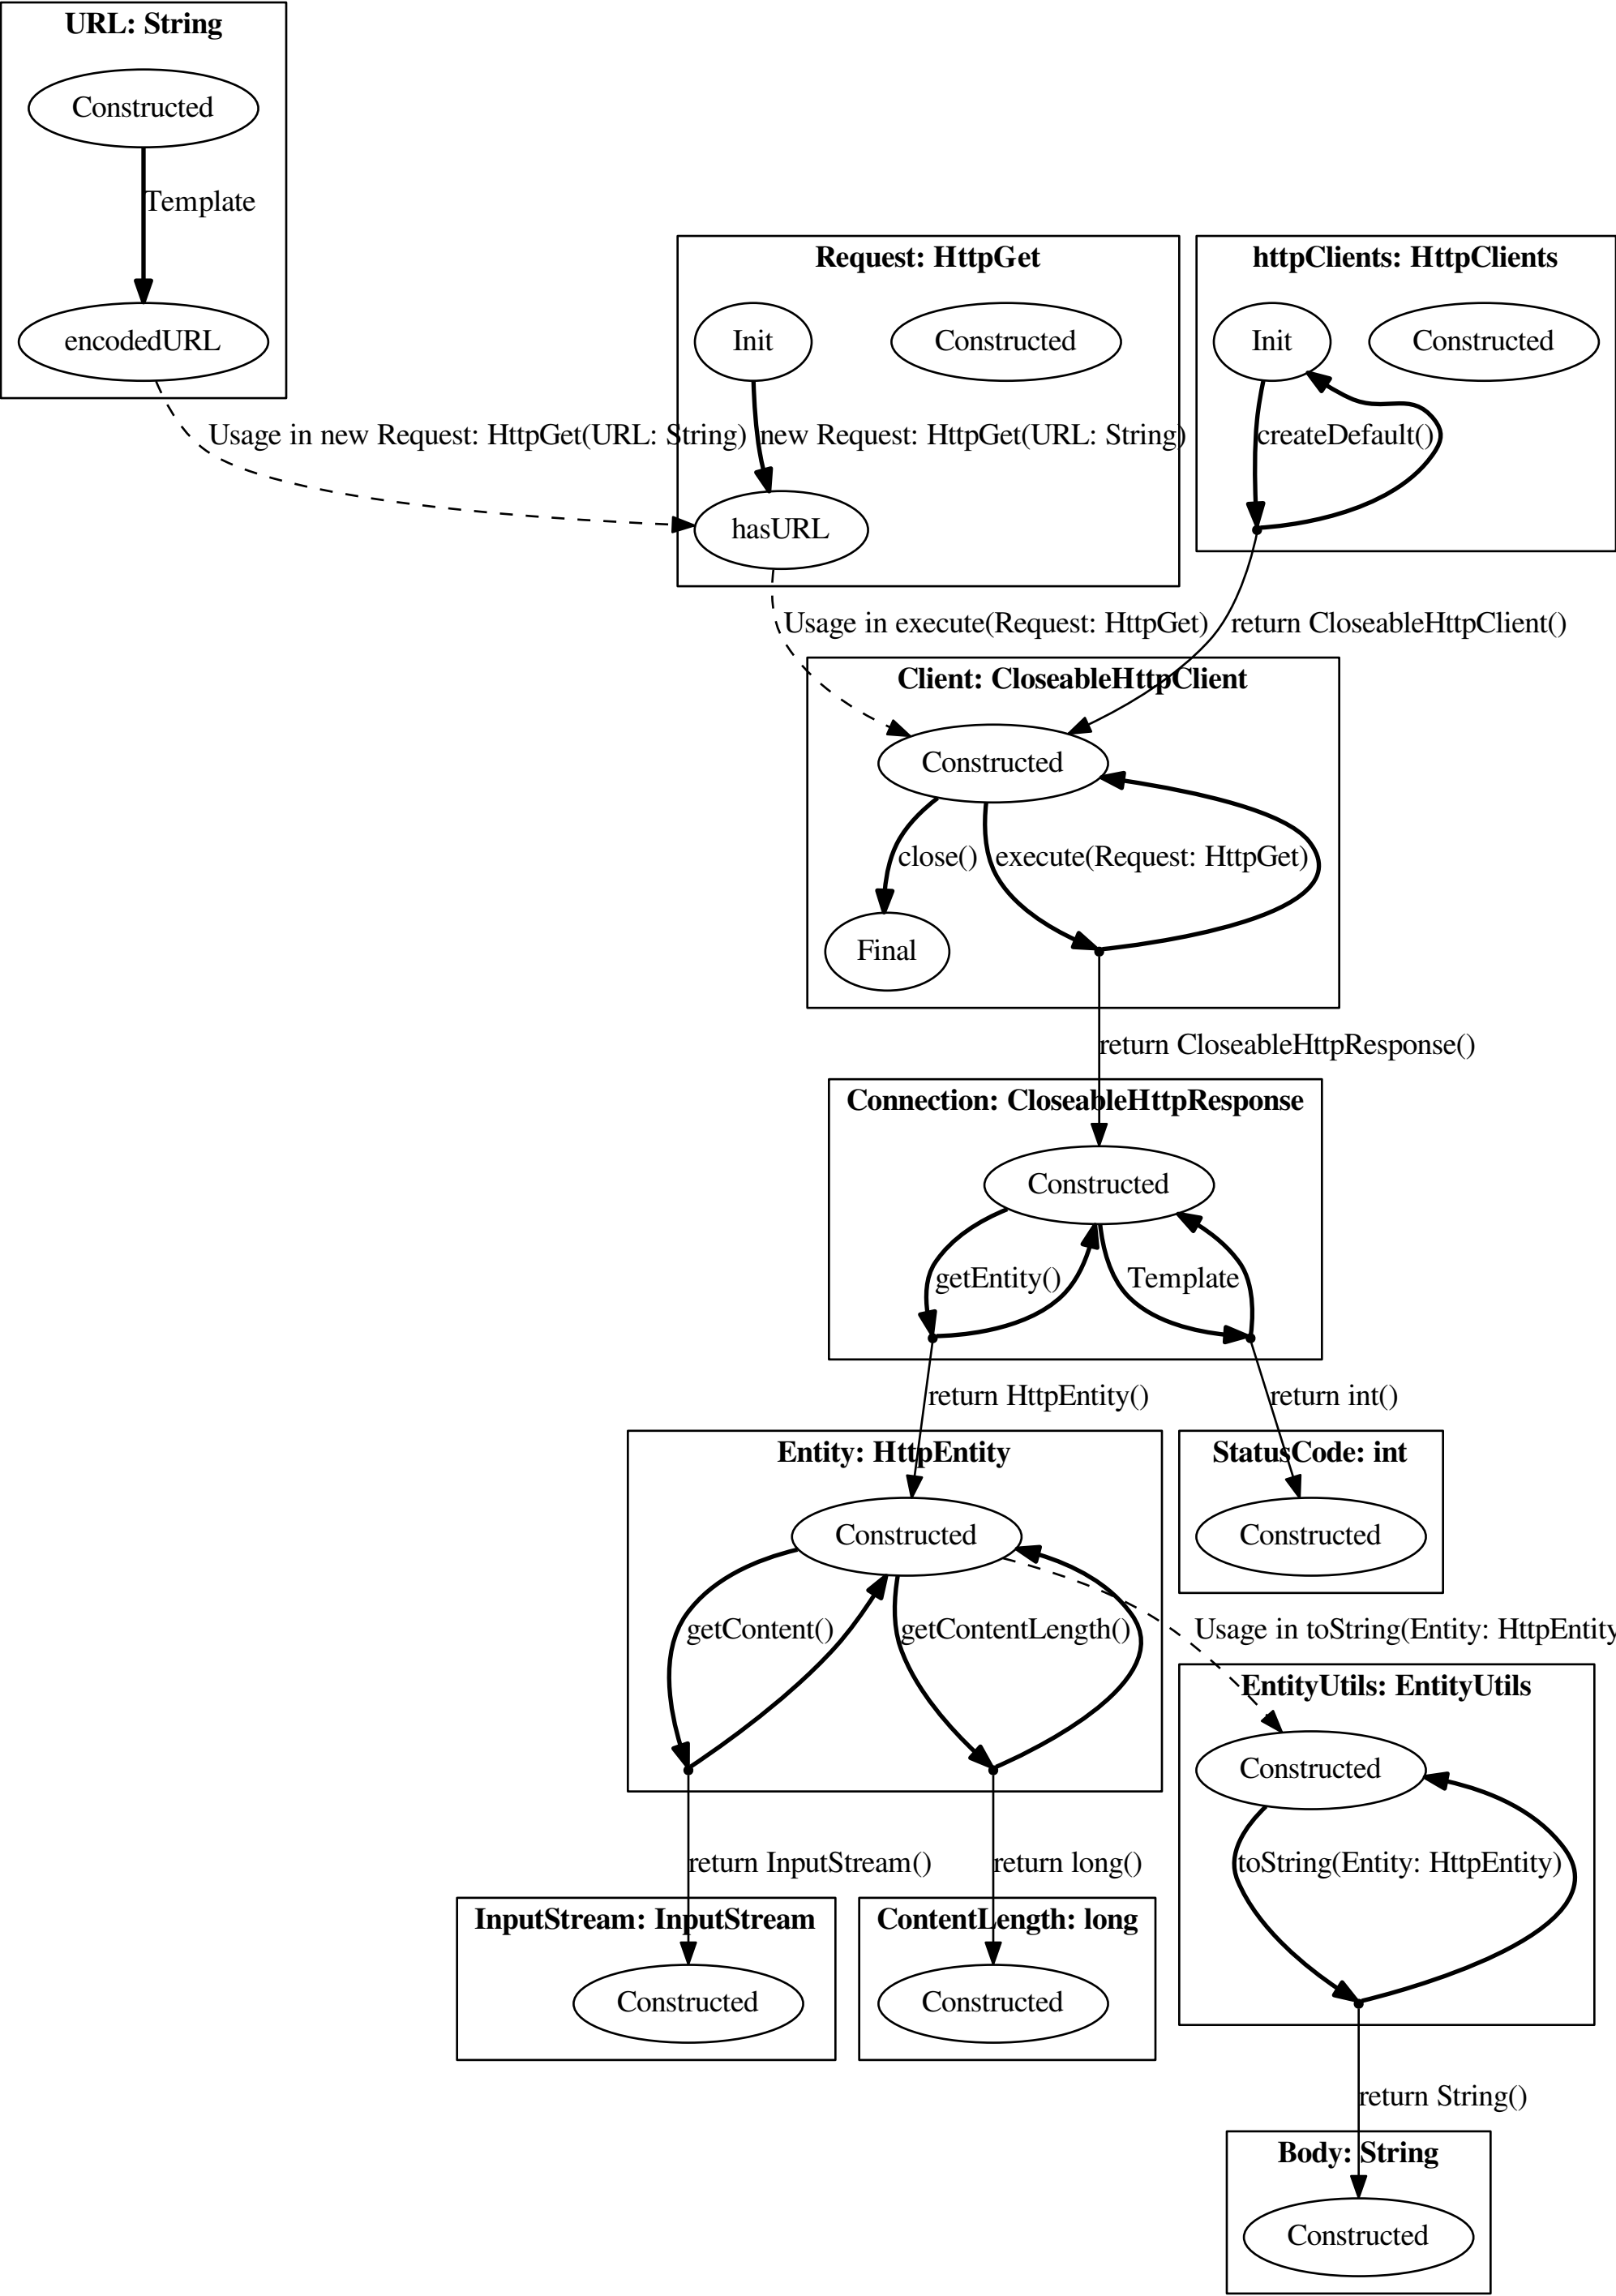 URL: String
Constructed
Template
encodedURL
Request: HttpGet
httpClients: HttpClients
Init
Constructed
Init
Constructed
Usage in new Request: HttpGet(URL: String)
new Request: HttpGet(URL: String)
createDefault()
hasURL
Usage in execute(Request: HttpGet)
return CloseableHttpClient()
Client: CloseableHttpClient
Constructed
close()
execute(Request: HttpGet)
Final
return CloseableHttpResponse()
Connection: CloseableHttpResponse
Constructed
getEntity()
Template
return HttpEntity()
return int()
Entity: HttpEntity
StatusCode: int
Constructed
Constructed
getContent()
getContentLength()
Usage in toString(Entity: HttpEntity
EntityUtils: EntityUtils
Constructed
return InputStream()
return long()
toString(Entity: HttpEntity)
InputStream: InputStream
ContentLength: long
Constructed
Constructed
return String()
Body: String
Constructed